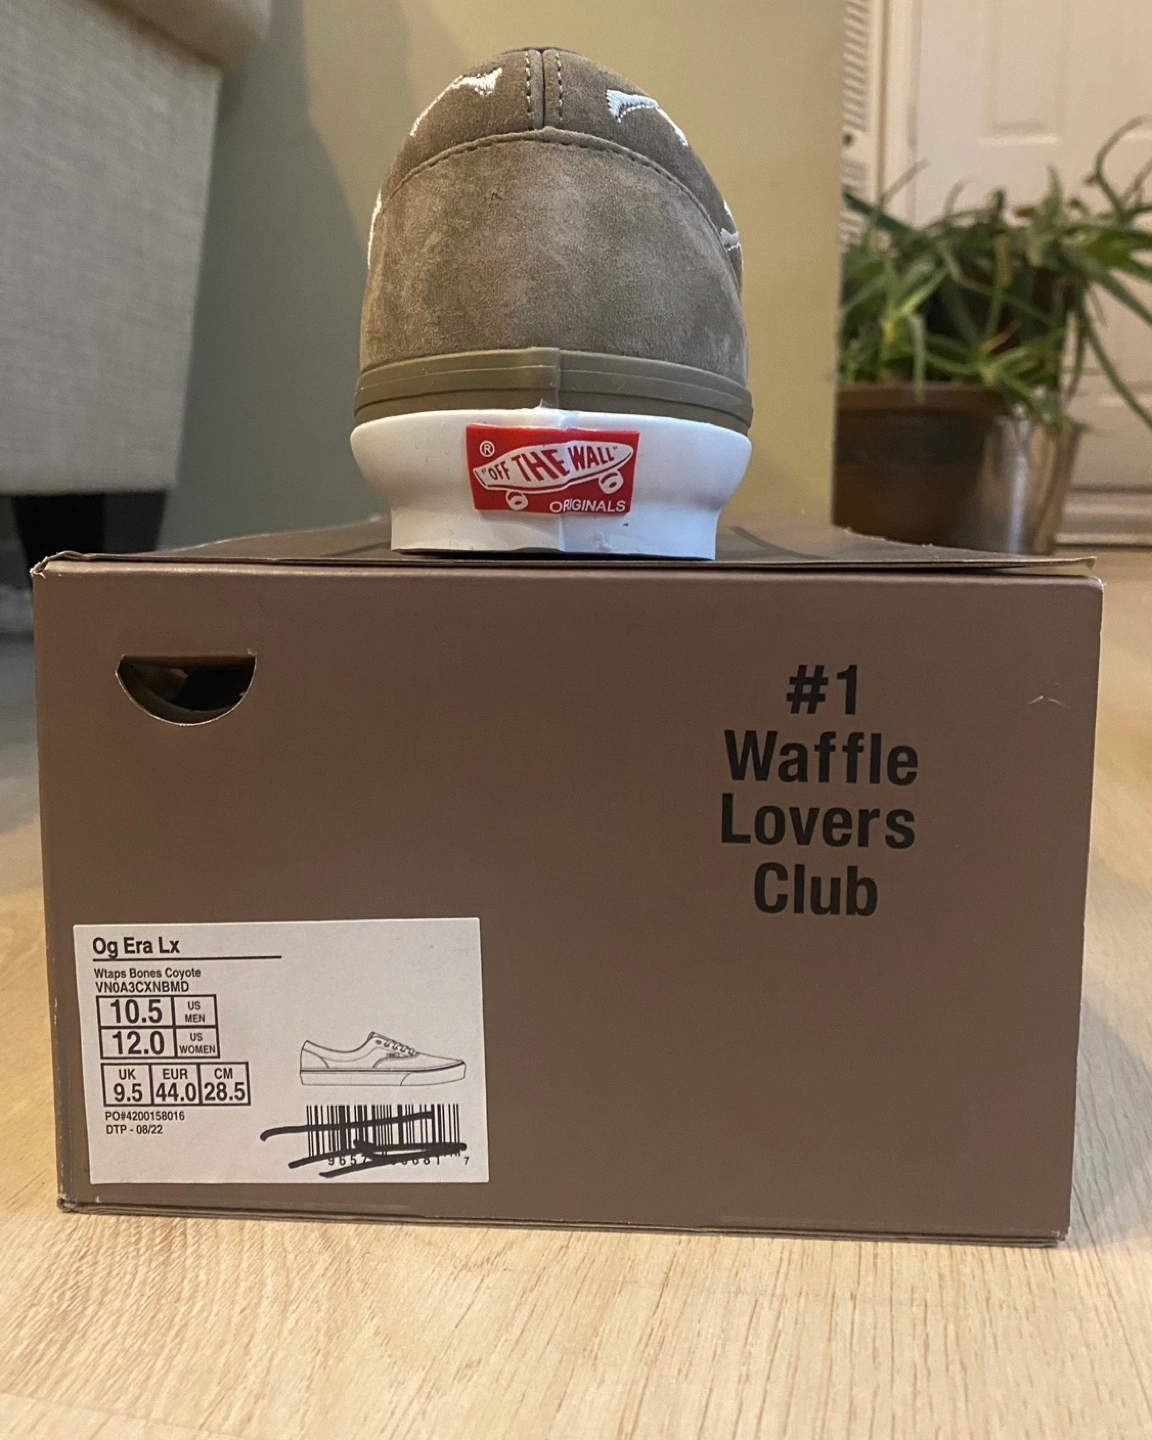 ®
"OFF THE WALL"
ORIGINALS
#1
Waffle
Lovers
Club
Og Era Lx
Wtaps Bones Coyote
VN0A3CXNBMD
10.5 US MEN
12.0 US WOMEN
UK EUR CM
9.5 44.0 28.5
PO#4200158016
DTP - 08/22
7